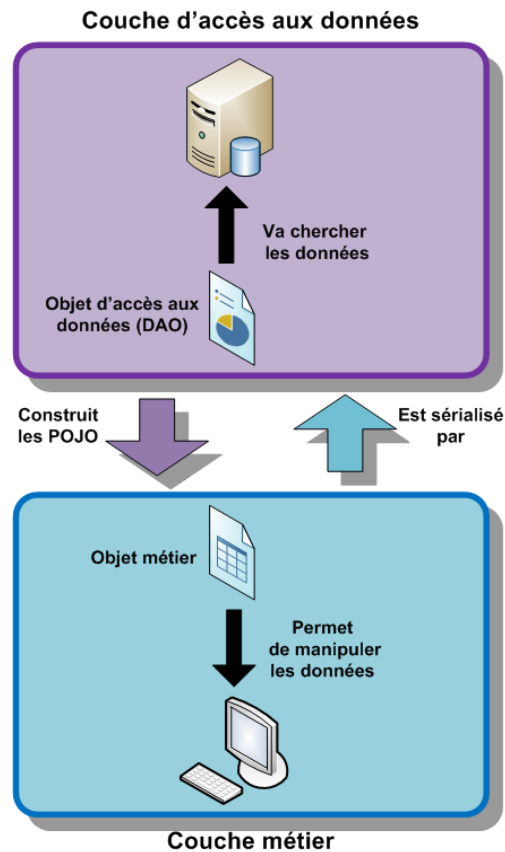 Couche d'accès aux données
Va chercher
les données
Objet d'accès aux
données (DAO)
Construit
les POJO
Est sérialisé
par
Objet métier
Permet
de manipuler
les données
Couche métier